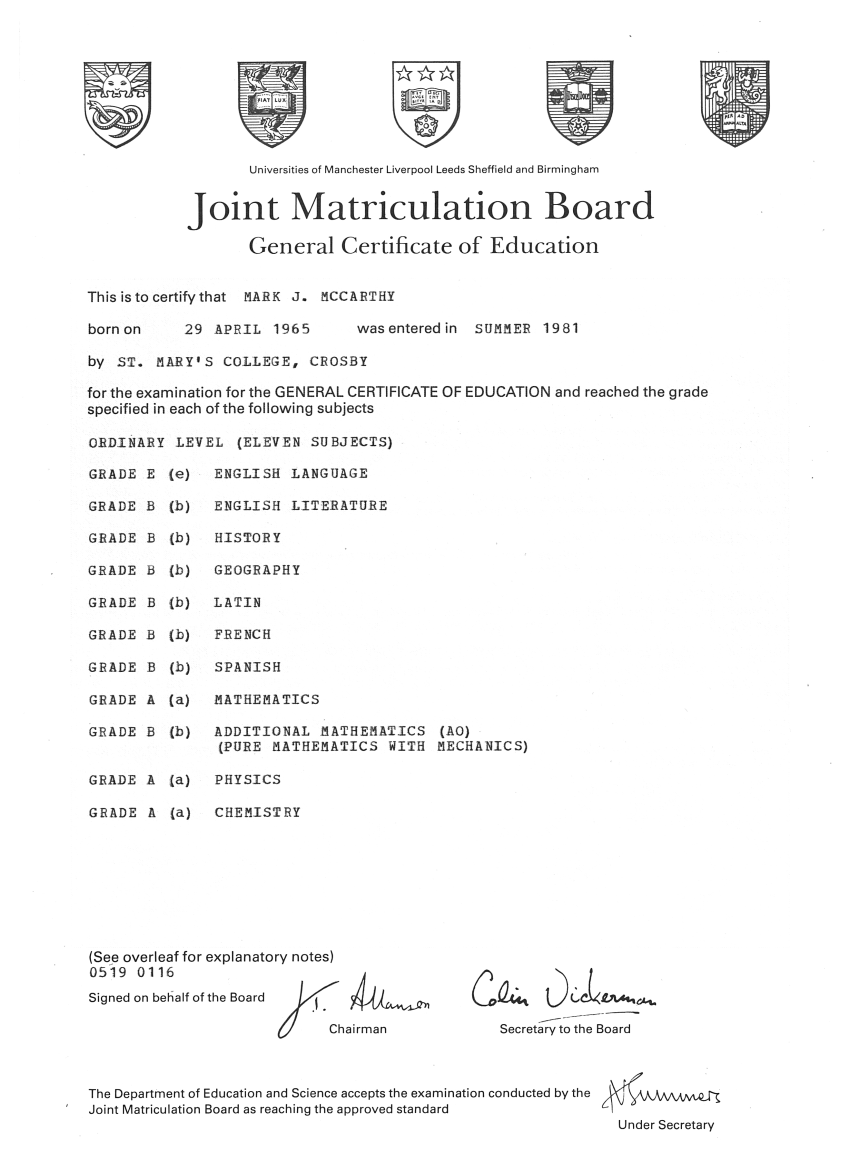 FIAT LUX
Universities of Manchester Liverpool Leeds Sheffield and Birmingham
Joint Matriculation Board
General Certificate of Education
This is to certify that MARK J. MCCARTHY
born on 29 APRIL 1965 was entered in SUMMER 1981
by ST. MARY'S COLLEGE, CROSBY
for the examination for the GENERAL CERTIFICATE OF EDUCATION and reached the grade
specified in each of the following subjects
ORDINARY LEVEL (ELEVEN SUBJECTS)
GRADE E (e) ENGLISH LANGUAGE
GRADE B (b) ENGLISH LITERATURE
GRADE B (b) HISTORY
GRADE B (b) GEOGRAPHY
GRADE B (b) LATIN
GRADE B (b) FRENCH
GRADE B (b) SPANISH
GRADE A (a) MATHEMATICS
GRADE B (b) ADDITIONAL MATHEMATICS (AO)
(PURE MATHEMATICS WITH MECHANICS)
GRADE A (a) PHYSICS
GRADE A (a) CHEMISTRY
(See overleaf for explanatory notes)
0519 0116
Signed on behalf of the Board
Colin Vickerman
Chairman Secretary to the Board
The Department of Education and Science accepts the examination conducted by the
Joint Matriculation Board as reaching the approved standard
Under Secretary